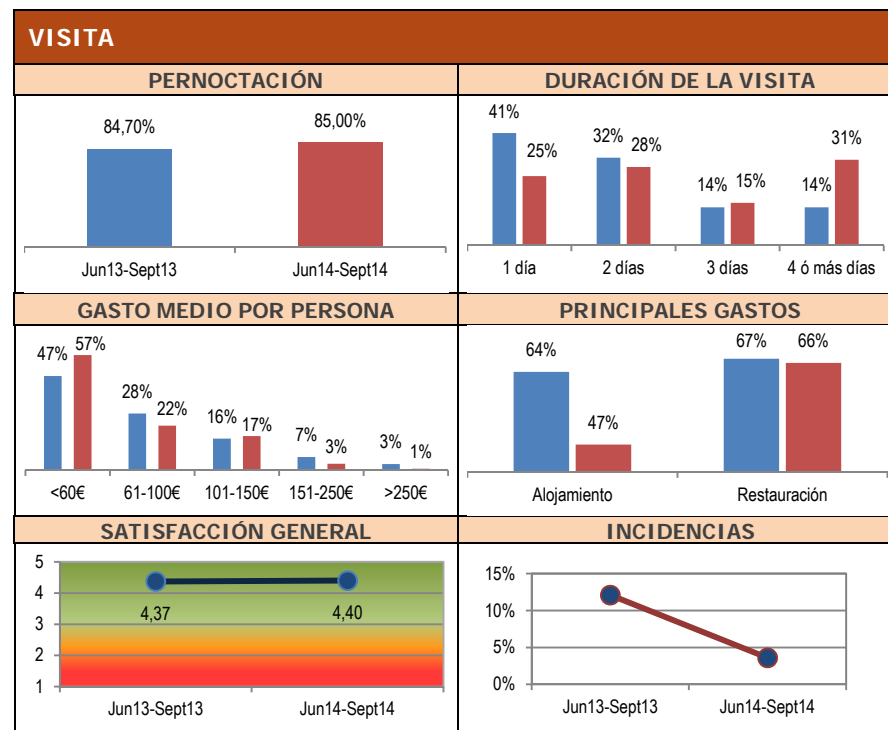 VISITA
PERNOCTACIÓN
84,70%
85,00%
Jun13-Sept13
Jun14-Sept14
DURACIÓN DE LA VISITA
41%
25%
32%
28%
14%
15%
14%
31%
1 día
2 días
3 días
4 ó más días
GASTO MEDIO POR PERSONA
47%
57%
28%
22%
16%
17%
7%
3%
3%
1%
<60€
61-100€
101-150€
151-250€
>250€
PRINCIPALES GASTOS
64%
47%
67%
66%
Alojamiento
Restauración
SATISFACCIÓN GENERAL
5
4
3
2
1
4,37
4,40
Jun13-Sept13
Jun14-Sept14
INCIDENCIAS
15%
10%
5%
0%
Jun13-Sept13
Jun14-Sept14